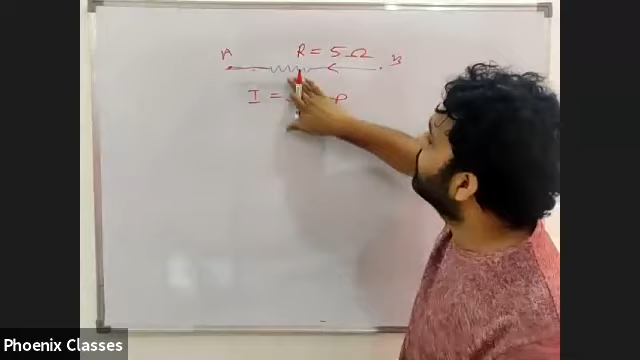 A R = 5 Ω B
I =
Phoenix Classes